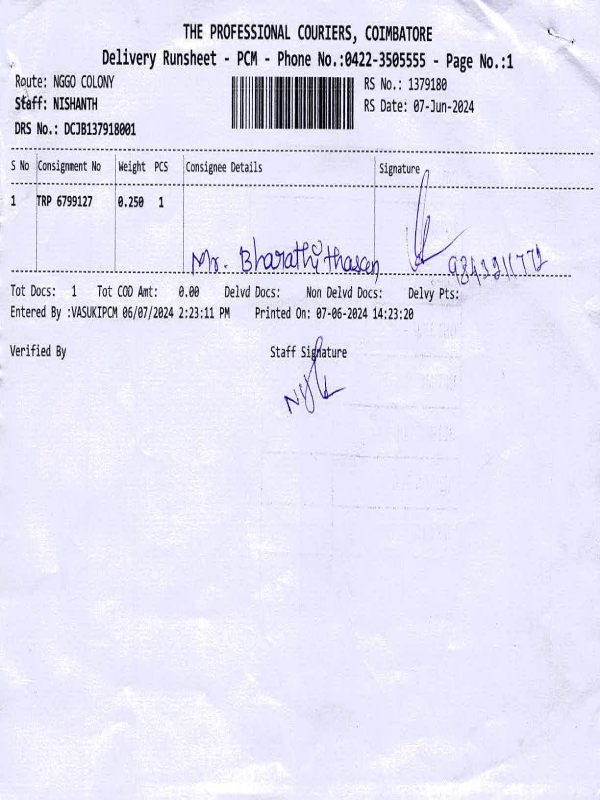 THE PROFESSIONAL COURIERS, COIMBATORE
Delivery Runsheet - PCM - Phone No.:0422-3505555 - Page No.:1
Route: NGGO COLONY
RS No.: 1379180
Staff: NISHANTH
RS Date: 07-Jun-2024
DRS No.: DCJB137918001
S No Consignment No Weight PCS Consignee Details Signature
1 TRP 6799127 0.250 1
Mr. Bharathithasan 9843211772
Tot Docs: 1 Tot COD Amt: 0.00 Delvd Docs: Non Delvd Docs: Delvy Pts:
Entered By :VASUKIPCM 06/07/2024 2:23:11 PM Printed On: 07-06-2024 14:23:20
Verified By Staff Signature